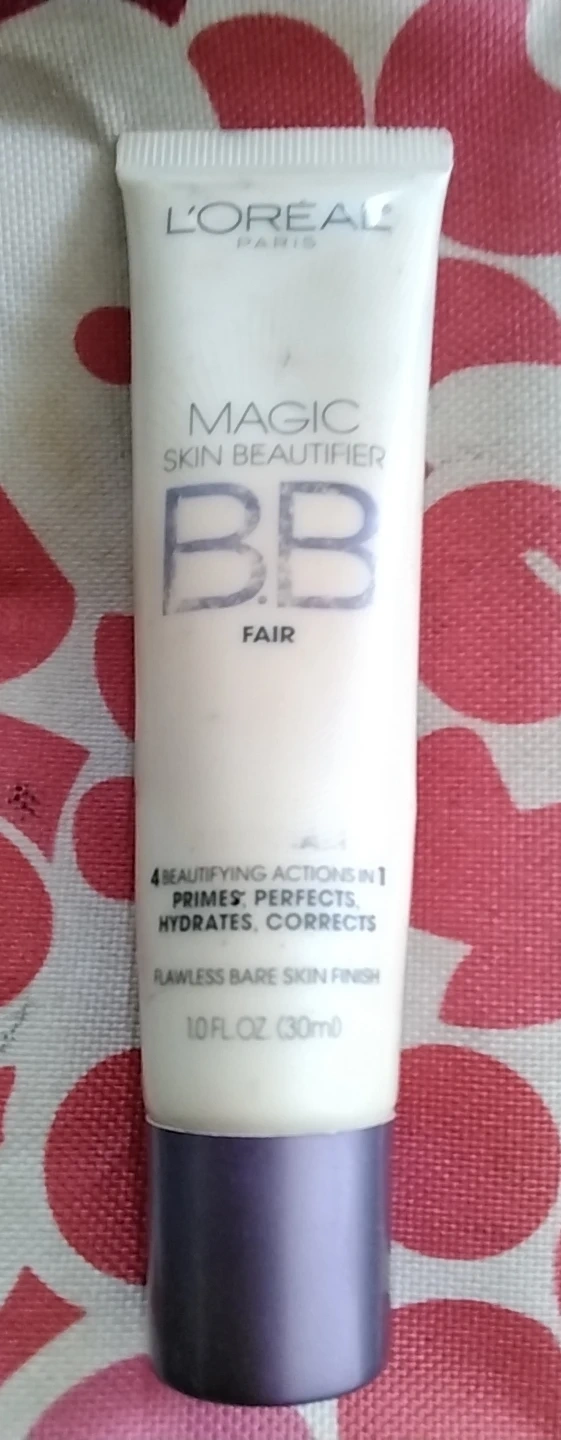 L'ORÉAL®
PARIS
MAGIC
SKIN BEAUTIFIER
B.B
FAIR
4 BEAUTIFYING ACTIONS IN 1
PRIMES, PERFECTS,
HYDRATES, CORRECTS
FLAWLESS BARE SKIN FINISH
1.0 FL. OZ. (30ml)